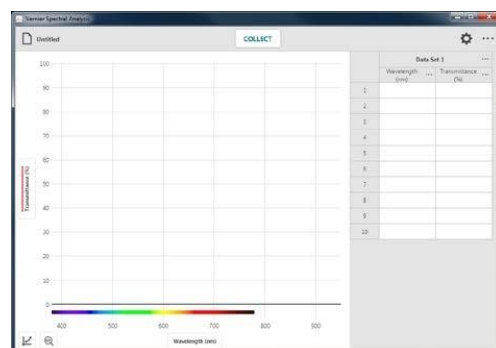 Vernier Spectral Analysis
Untitled
COLLECT
Data Set 1
Wavelength (nm)
Transmittance (%)
1
2
3
4
5
6
7
8
9
10
100
90
80
70
60
50
40
30
20
10
0
Transmittance (%)
400 500 600 700 800 900
Wavelength (nm)